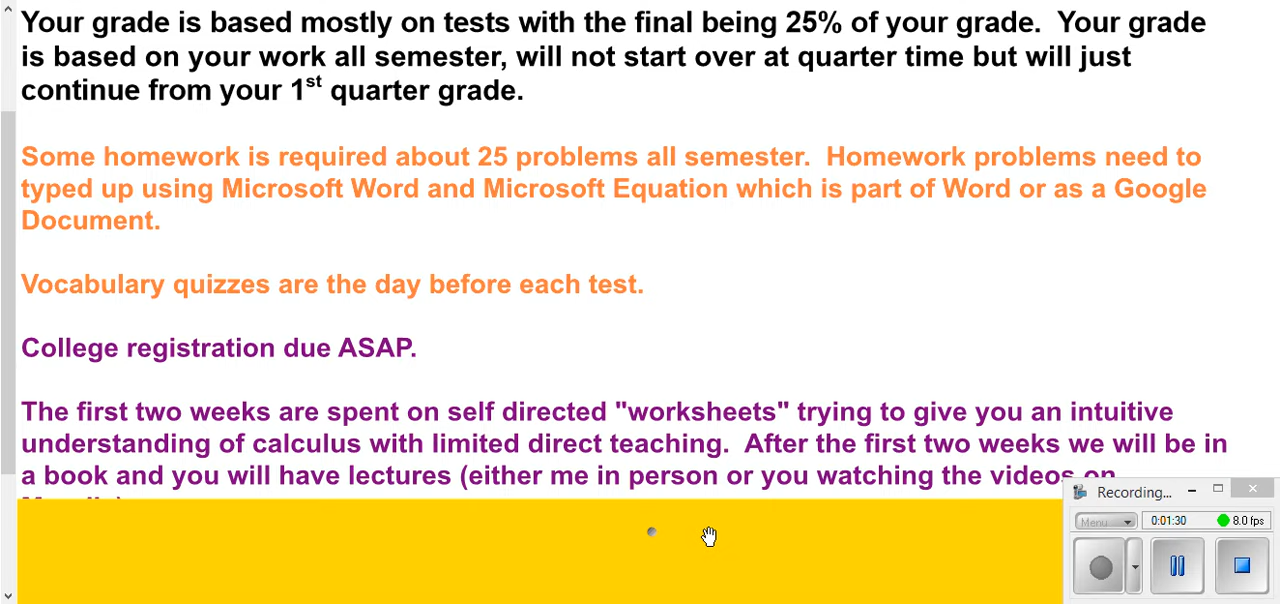 Your grade is based mostly on tests with the final being 25% of your grade.  Your grade
is based on your work all semester, will not start over at quarter time but will just
continue from your 1st quarter grade.
Some homework is required about 25 problems all semester.  Homework problems need to
typed up using Microsoft Word and Microsoft Equation which is part of Word or as a Google
Document.
Vocabulary quizzes are the day before each test.
College registration due ASAP.
The first two weeks are spent on self directed "worksheets" trying to give you an intuitive
understanding of calculus with limited direct teaching.  After the first two weeks we will be in
a book and you will have lectures (either me in person or you watching the videos on
Recording...
Menu
0:01:30
8.0 fps